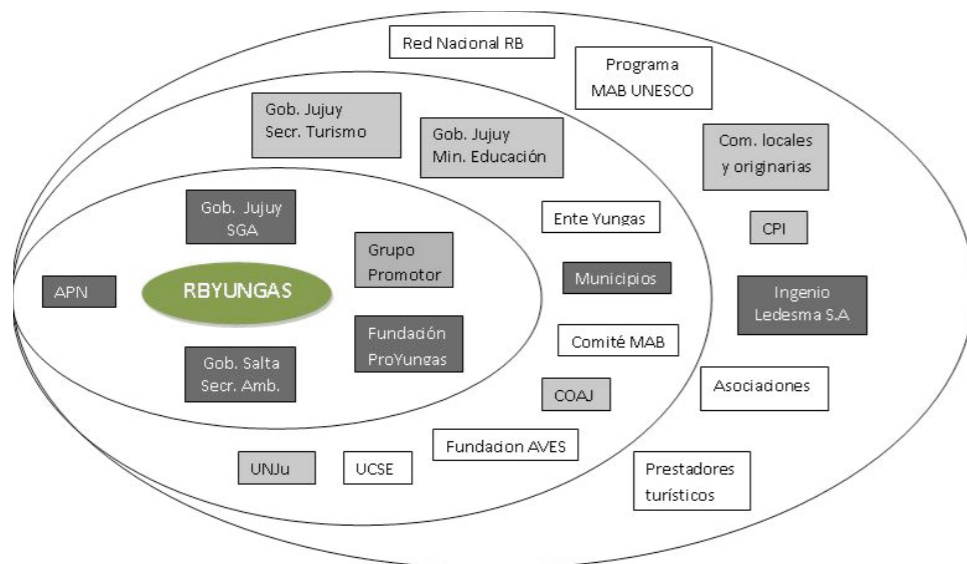 Red Nacional RB
Programa
MAB UNESCO
Gob. Jujuy
Secr. Turismo
Gob. Jujuy
Min. Educación
Com. locales
y originarias
Gob. Jujuy
SGA
Ente Yungas
CPI
Grupo
Promotor
APN
RBYUNGAS
Municipios
Ingenio
Ledesma S.A
Fundación
ProYungas
Comité MAB
Gob. Salta
Secr. Amb.
COAJ
Asociaciones
Fundacion AVES
UNJu
UCSE
Prestadores
turísticos